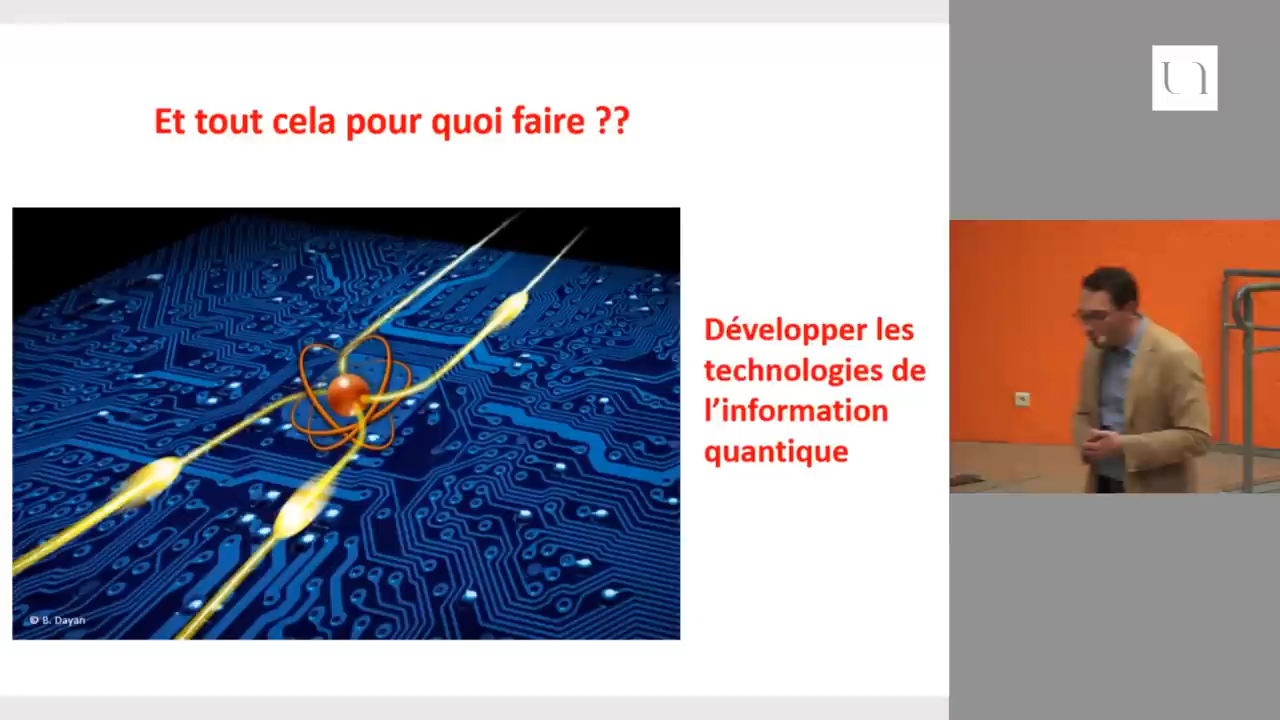 Et tout cela pour quoi faire ??
Développer les
technologies de
l’information
quantique
© B. Dayan